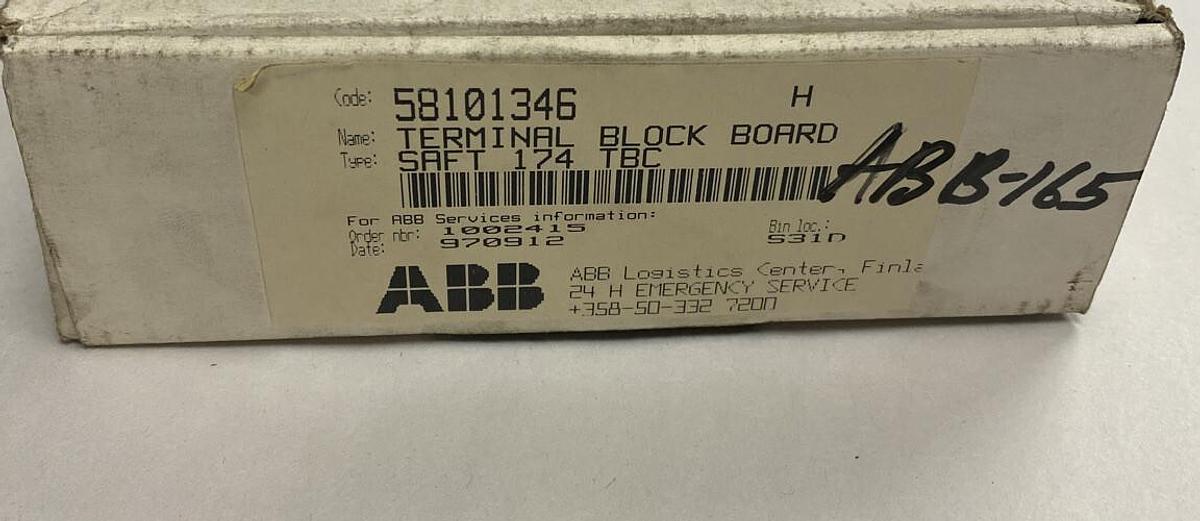 Code: 58101346 H
Name: TERMINAL BLOCK BOARD
Type: SAFT 174 TBC
ABB-165
For ABB Services information:
Order nbr: 1002415 Bin loc.:
Date: 970912 S31D
ABB
ABB Logistics Center, Finla
24 H EMERGENCY SERVICE
+358-50-332 7200